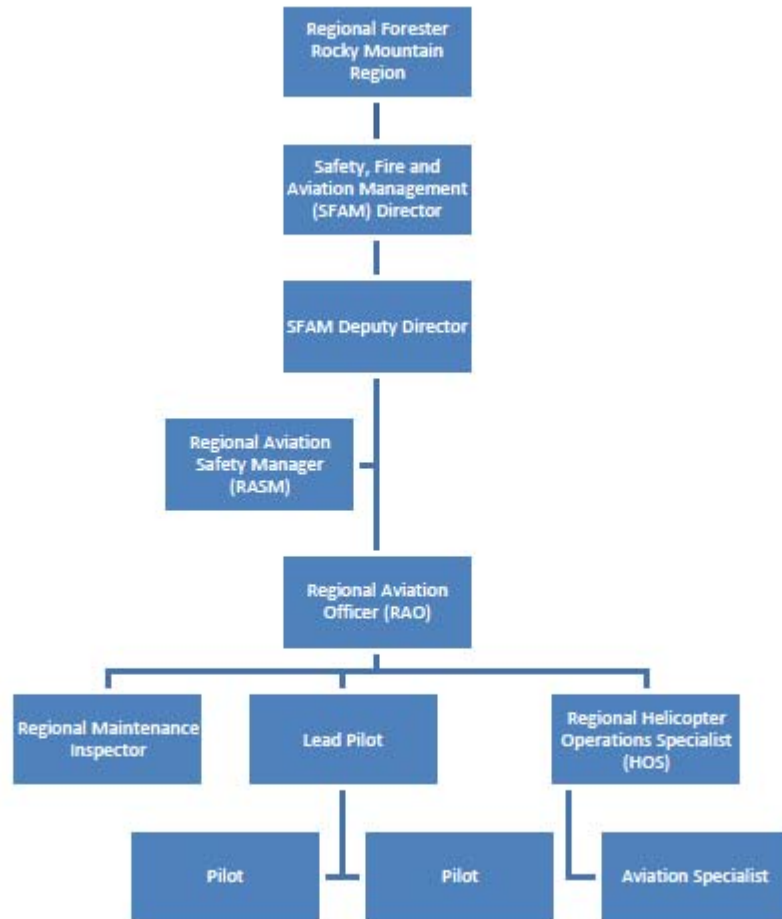 Regional Forester
Rocky Mountain
Region
Safety, Fire and
Aviation Management
(SFAM) Director
SFAM Deputy Director
Regional Aviation
Safety Manager
(RASM)
Regional Aviation
Officer (RAO)
Regional Maintenance
Inspector
Lead Pilot
Regional Helicopter
Operations Specialist
(HOS)
Pilot
Pilot
Aviation Specialist